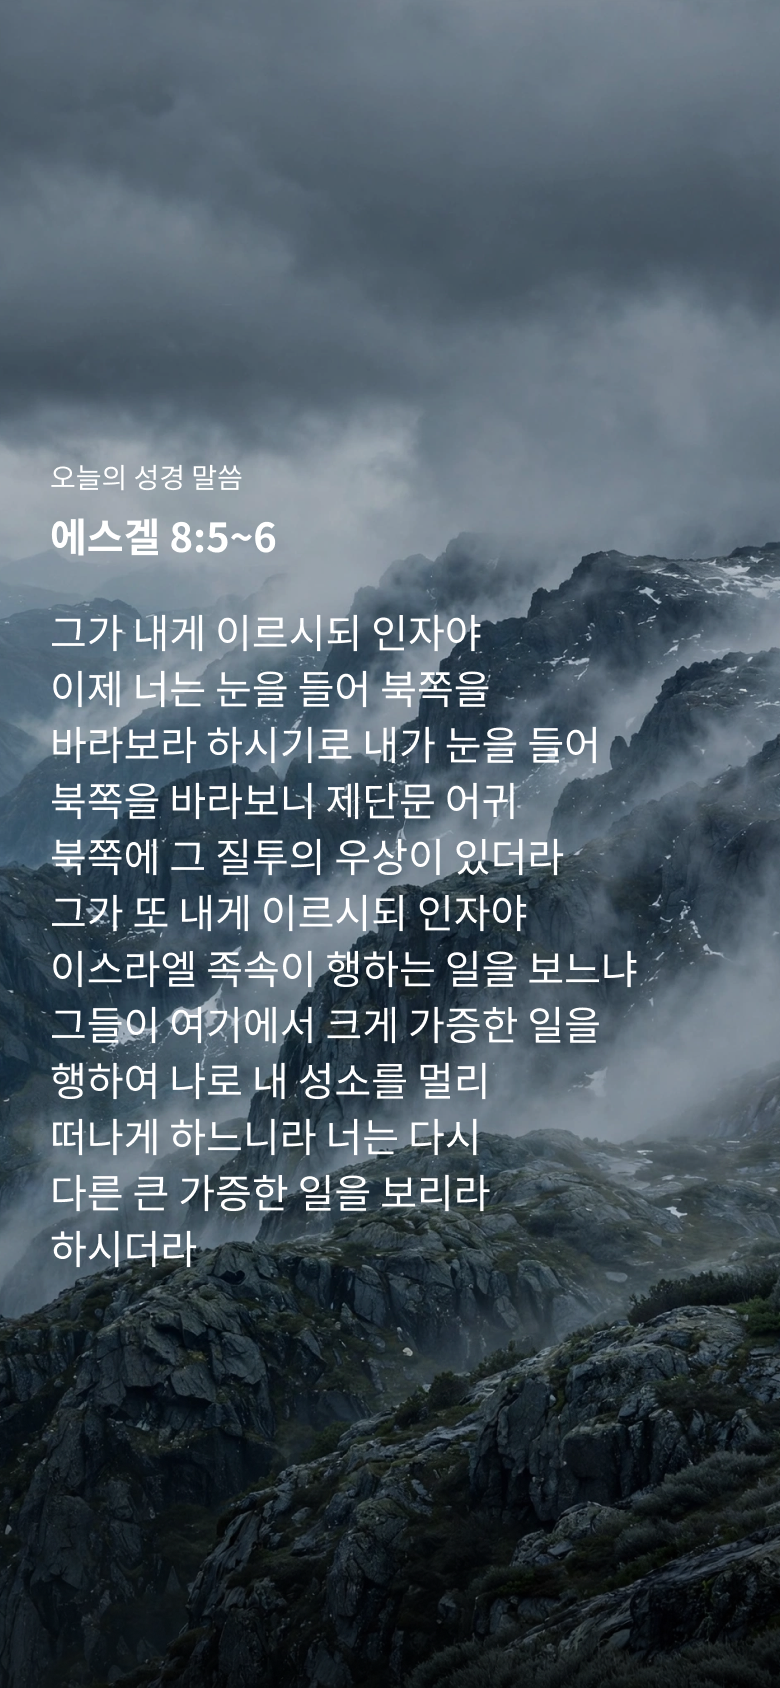 오늘의 성경 말씀
에스겔 8:5~6
그가 내게 이르시되 인자야
이제 너는 눈을 들어 북쪽을
바라보라 하시기로 내가 눈을 들어
북쪽을 바라보니 제단문 어귀
북쪽에 그 질투의 우상이 있더라
그가 또 내게 이르시되 인자야
이스라엘 족속이 행하는 일을 보느냐
그들이 여기에서 크게 가증한 일을
행하여 나로 내 성소를 멀리
떠나게 하느니라 너는 다시
다른 큰 가증한 일을 보리라
하시더라